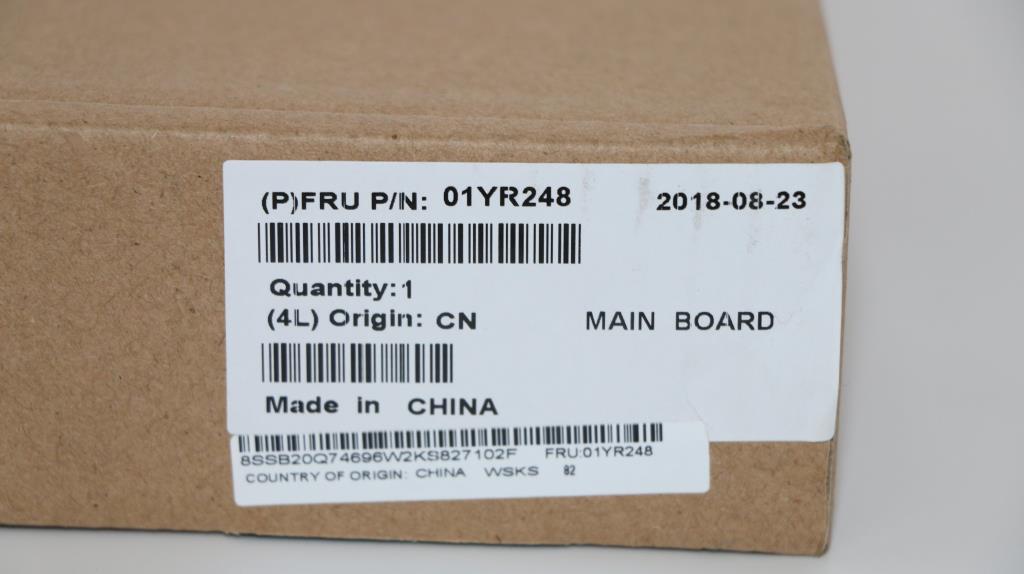 (P)FRU P/N: 01YR248 2018-08-23
Quantity:1
(4L) Origin: CN MAIN BOARD
Made in CHINA
8SSB20Q74696W2KS827102F FRU:01YR248
COUNTRY OF ORIGIN: CHINA WSKS 82